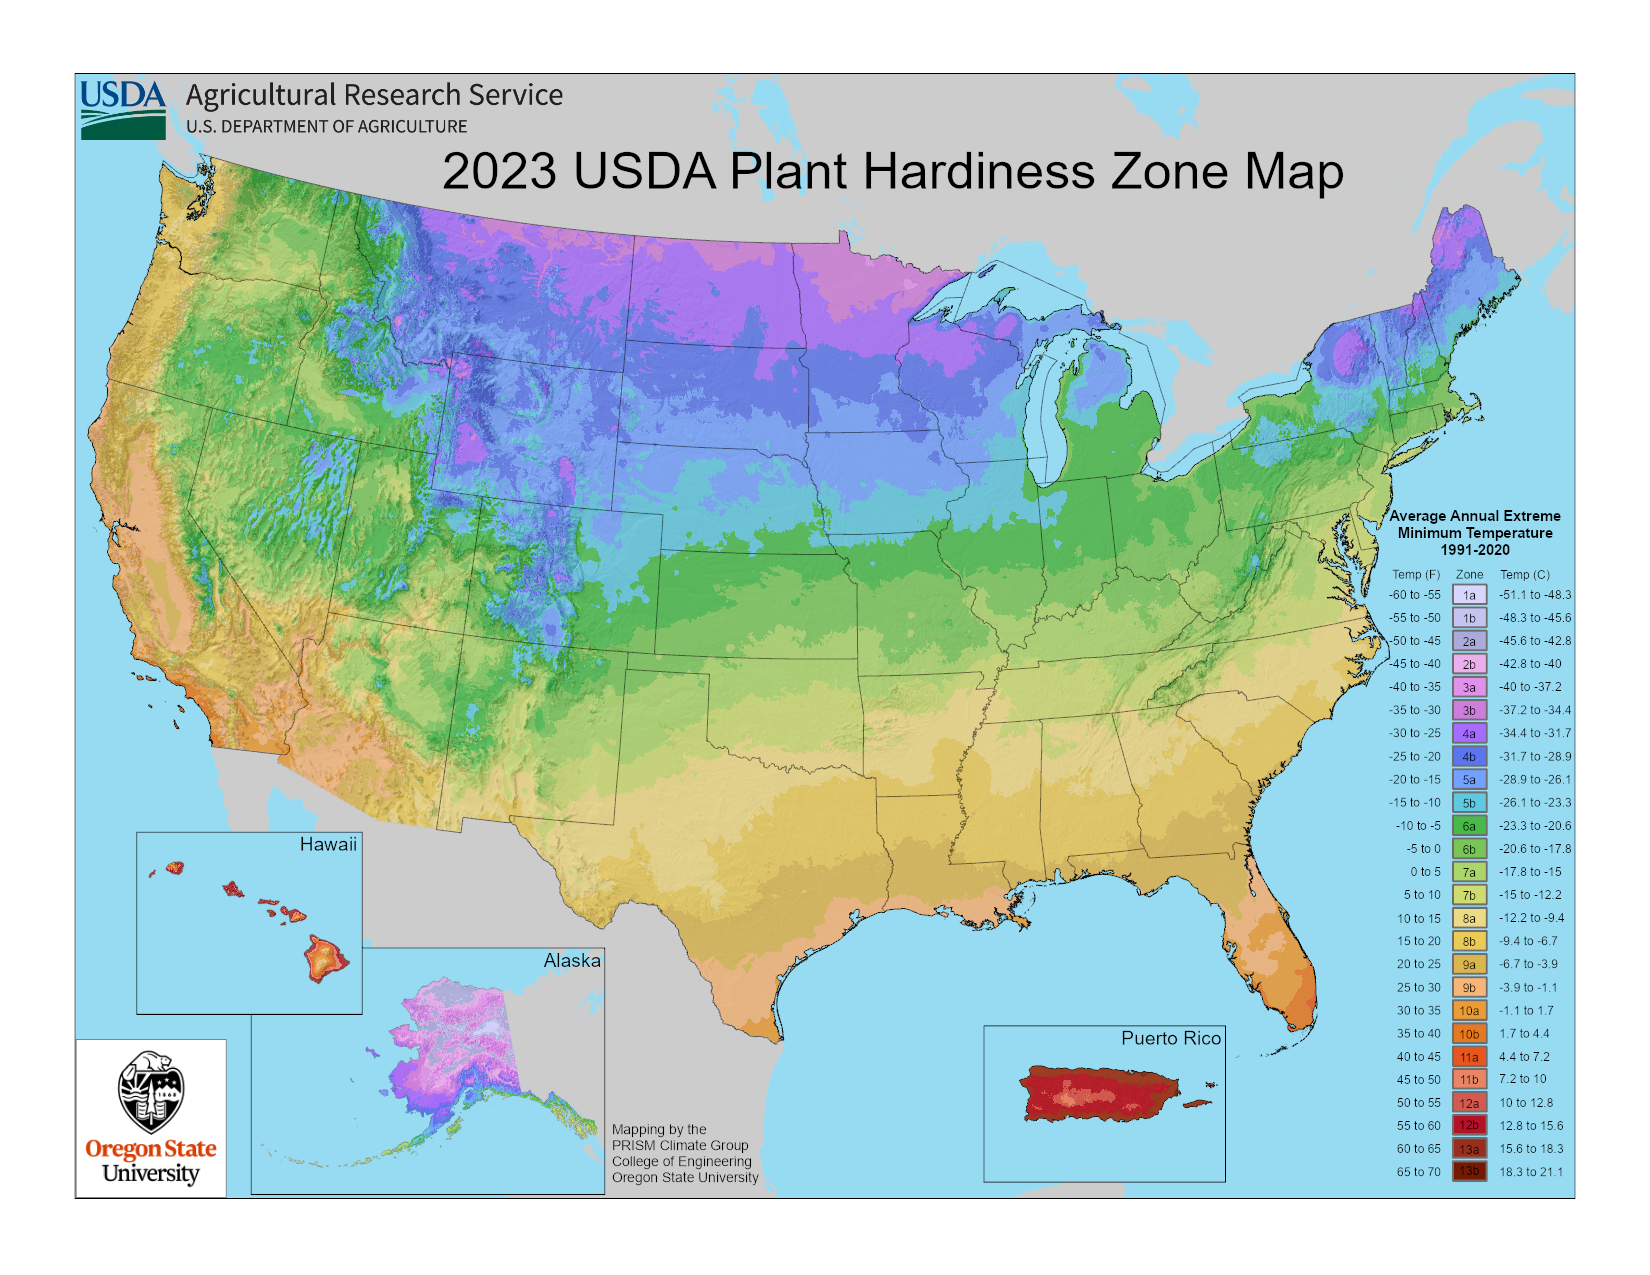 USDA
Agricultural Research Service
U.S. DEPARTMENT OF AGRICULTURE
2023 USDA Plant Hardiness Zone Map
Average Annual Extreme
Minimum Temperature
1991-2020
Temp (F) Zone Temp (C)
-60 to -55 1a -51.1 to -48.3
-55 to -50 1b -48.3 to -45.6
-50 to -45 2a -45.6 to -42.8
-45 to -40 2b -42.8 to -40
-40 to -35 3a -40 to -37.2
-35 to -30 3b -37.2 to -34.4
-30 to -25 4a -34.4 to -31.7
-25 to -20 4b -31.7 to -28.9
-20 to -15 5a -28.9 to -26.1
-15 to -10 5b -26.1 to -23.3
-10 to -5 6a -23.3 to -20.6
-5 to 0 6b -20.6 to -17.8
0 to 5 7a -17.8 to -15
5 to 10 7b -15 to -12.2
10 to 15 8a -12.2 to -9.4
15 to 20 8b -9.4 to -6.7
20 to 25 9a -6.7 to -3.9
25 to 30 9b -3.9 to -1.1
30 to 35 10a -1.1 to 1.7
35 to 40 10b 1.7 to 4.4
40 to 45 11a 4.4 to 7.2
45 to 50 11b 7.2 to 10
50 to 55 12a 10 to 12.8
55 to 60 12b 12.8 to 15.6
60 to 65 13a 15.6 to 18.3
65 to 70 13b 18.3 to 21.1
Hawaii
Alaska
Puerto Rico
Mapping by the
PRISM Climate Group
College of Engineering
Oregon State University
1868
Oregon State
University